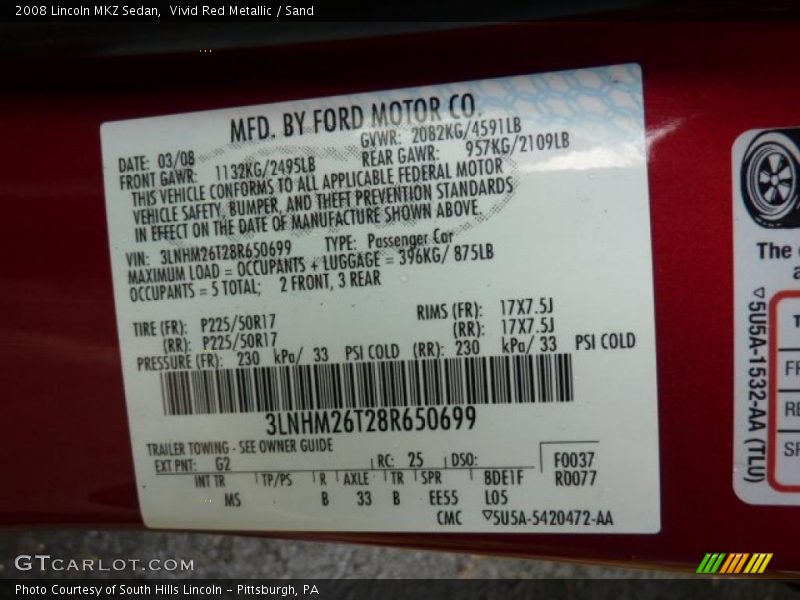 2008 Lincoln MKZ Sedan,  Vivid Red Metallic / Sand
MFD. BY FORD MOTOR CO.
DATE: 03/08 GVWR: 2082KG/4591LB
FRONT GAWR: 1132KG/2495LB REAR GAWR: 957KG/2109LB
THIS VEHICLE CONFORMS TO ALL APPLICABLE FEDERAL MOTOR
VEHICLE SAFETY, BUMPER, AND THEFT PREVENTION STANDARDS
IN EFFECT ON THE DATE OF MANUFACTURE SHOWN ABOVE.
VIN: 3LNHM26T28R650699 TYPE: Passenger Car
MAXIMUM LOAD = OCCUPANTS + LUGGAGE = 396KG/ 875LB
OCCUPANTS = 5 TOTAL; 2 FRONT, 3 REAR
TIRE (FR): P225/50R17 RIMS (FR): 17X7.5J
(RR): P225/50R17 (RR): 17X7.5J
PRESSURE (FR): 230 kPa/ 33 PSI COLD (RR): 230 kPa/ 33 PSI COLD
3LNHM26T28R650699
TRAILER TOWING - SEE OWNER GUIDE
EXT PNT: G2 RC: 25 DSO: F0037
INT TR TP/PS R AXLE TR SPR 8DE1F R0077
MS B 33 B EE55 L05
CMC 5U5A-5420472-AA
The
5U5A-1532-AA (TLU)
GTCARLOT.COM
Photo Courtesy of South Hills Lincoln - Pittsburgh, PA